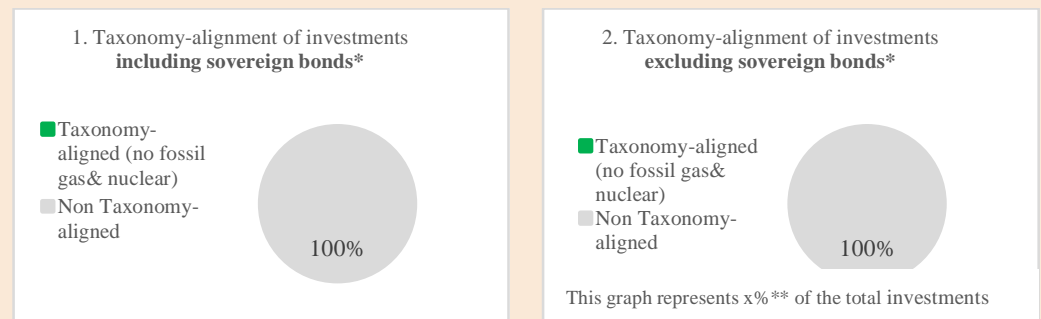 1. Taxonomy-alignment of investments
including sovereign bonds*
Taxonomy-
aligned (no fossil
gas& nuclear)
Non Taxonomy-
aligned
100%
2. Taxonomy-alignment of investments
excluding sovereign bonds*
Taxonomy-aligned
(no fossil gas&
nuclear)
Non Taxonomy-
aligned
100%
This graph represents x%** of the total investments